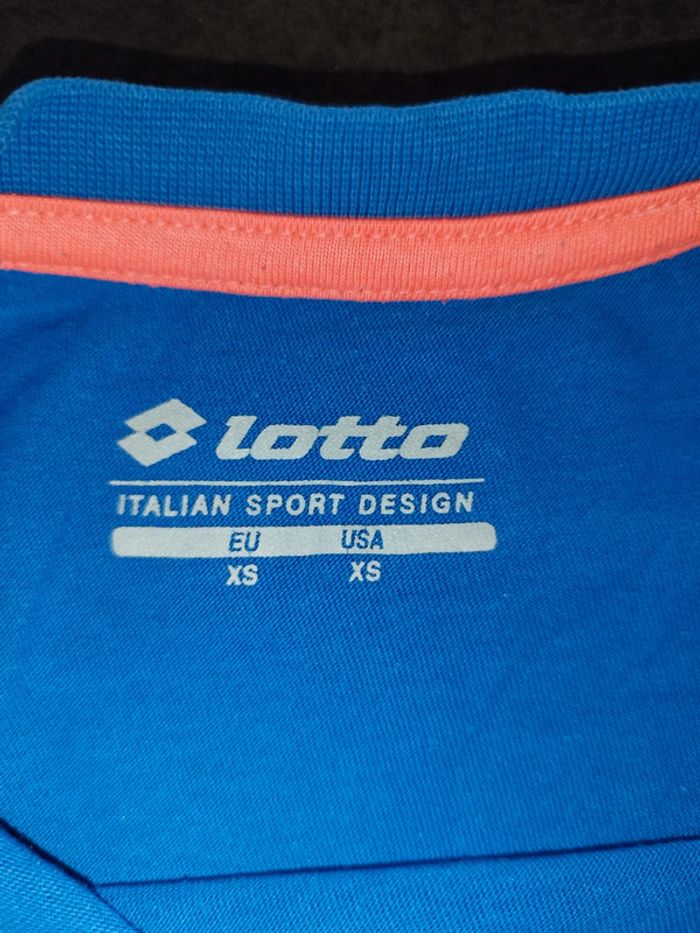 lotto
ITALIAN SPORT DESIGN
EU USA
XS XS